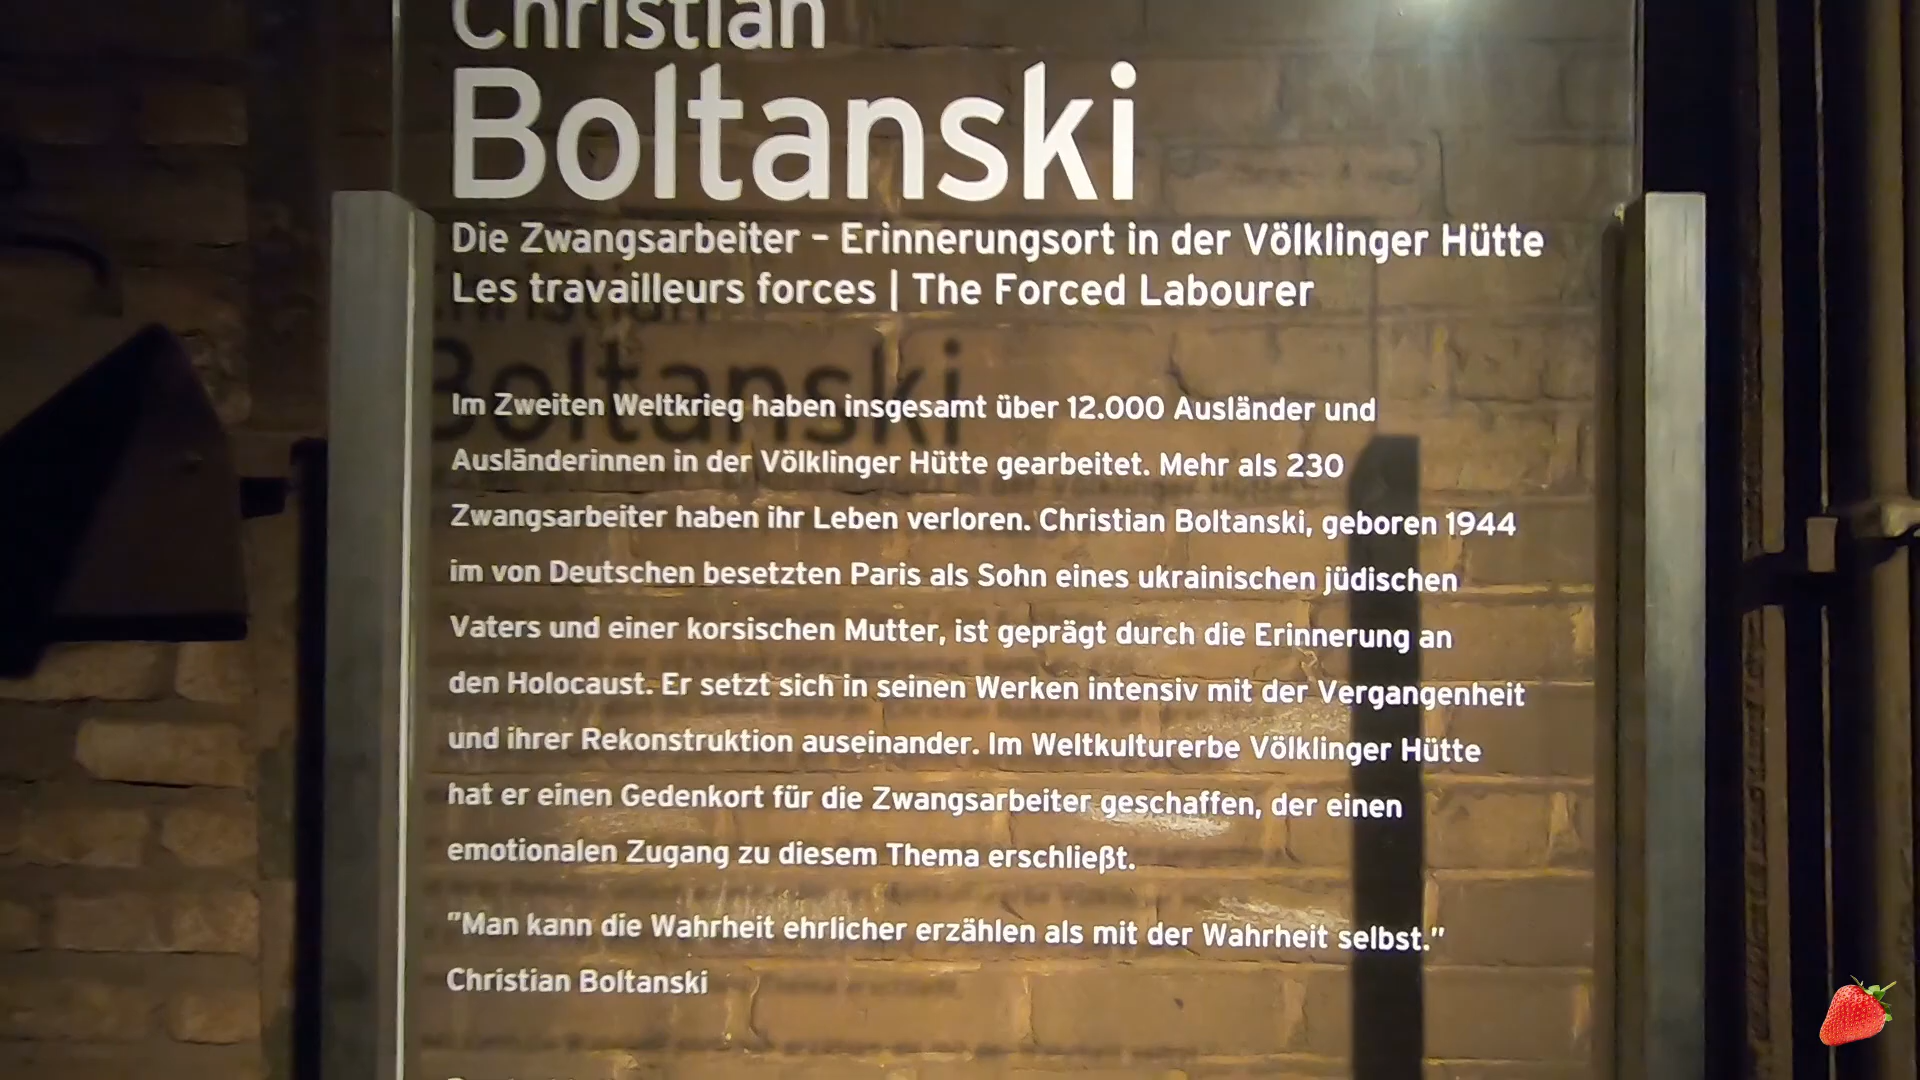 Christian
Boltanski
Die Zwangsarbeiter – Erinnerungsort in der Völklinger Hütte
Les travailleurs forces | The Forced Labourer
Im Zweiten Weltkrieg haben insgesamt über 12.000 Ausländer und
Ausländerinnen in der Völklinger Hütte gearbeitet. Mehr als 230
Zwangsarbeiter haben ihr Leben verloren. Christian Boltanski, geboren 1944
im von Deutschen besetzten Paris als Sohn eines ukrainischen jüdischen
Vaters und einer korsischen Mutter, ist geprägt durch die Erinnerung an
den Holocaust. Er setzt sich in seinen Werken intensiv mit der Vergangenheit
und ihrer Rekonstruktion auseinander. Im Weltkulturerbe Völklinger Hütte
hat er einen Gedenkort für die Zwangsarbeiter geschaffen, der einen
emotionalen Zugang zu diesem Thema erschließt.
"Man kann die Wahrheit ehrlicher erzählen als mit der Wahrheit selbst."
Christian Boltanski